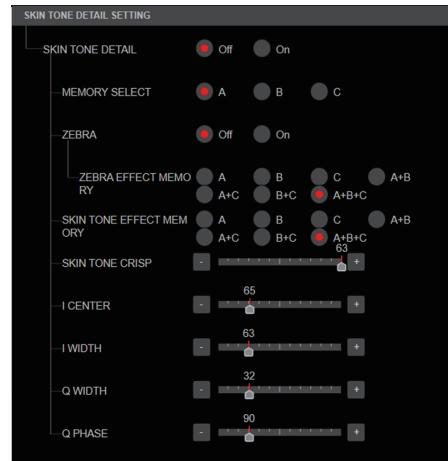 SKIN TONE DETAIL SETTING
SKIN TONE DETAIL Off On
MEMORY SELECT A B C
ZEBRA Off On
ZEBRA EFFECT MEMO A B C A+B
RY A+C B+C A+B+C
SKIN TONE EFFECT MEM A B C A+B
ORY A+C B+C A+B+C
63
SKIN TONE CRISP - +
65
I CENTER - +
63
I WIDTH - +
32
Q WIDTH - +
90
Q PHASE - +